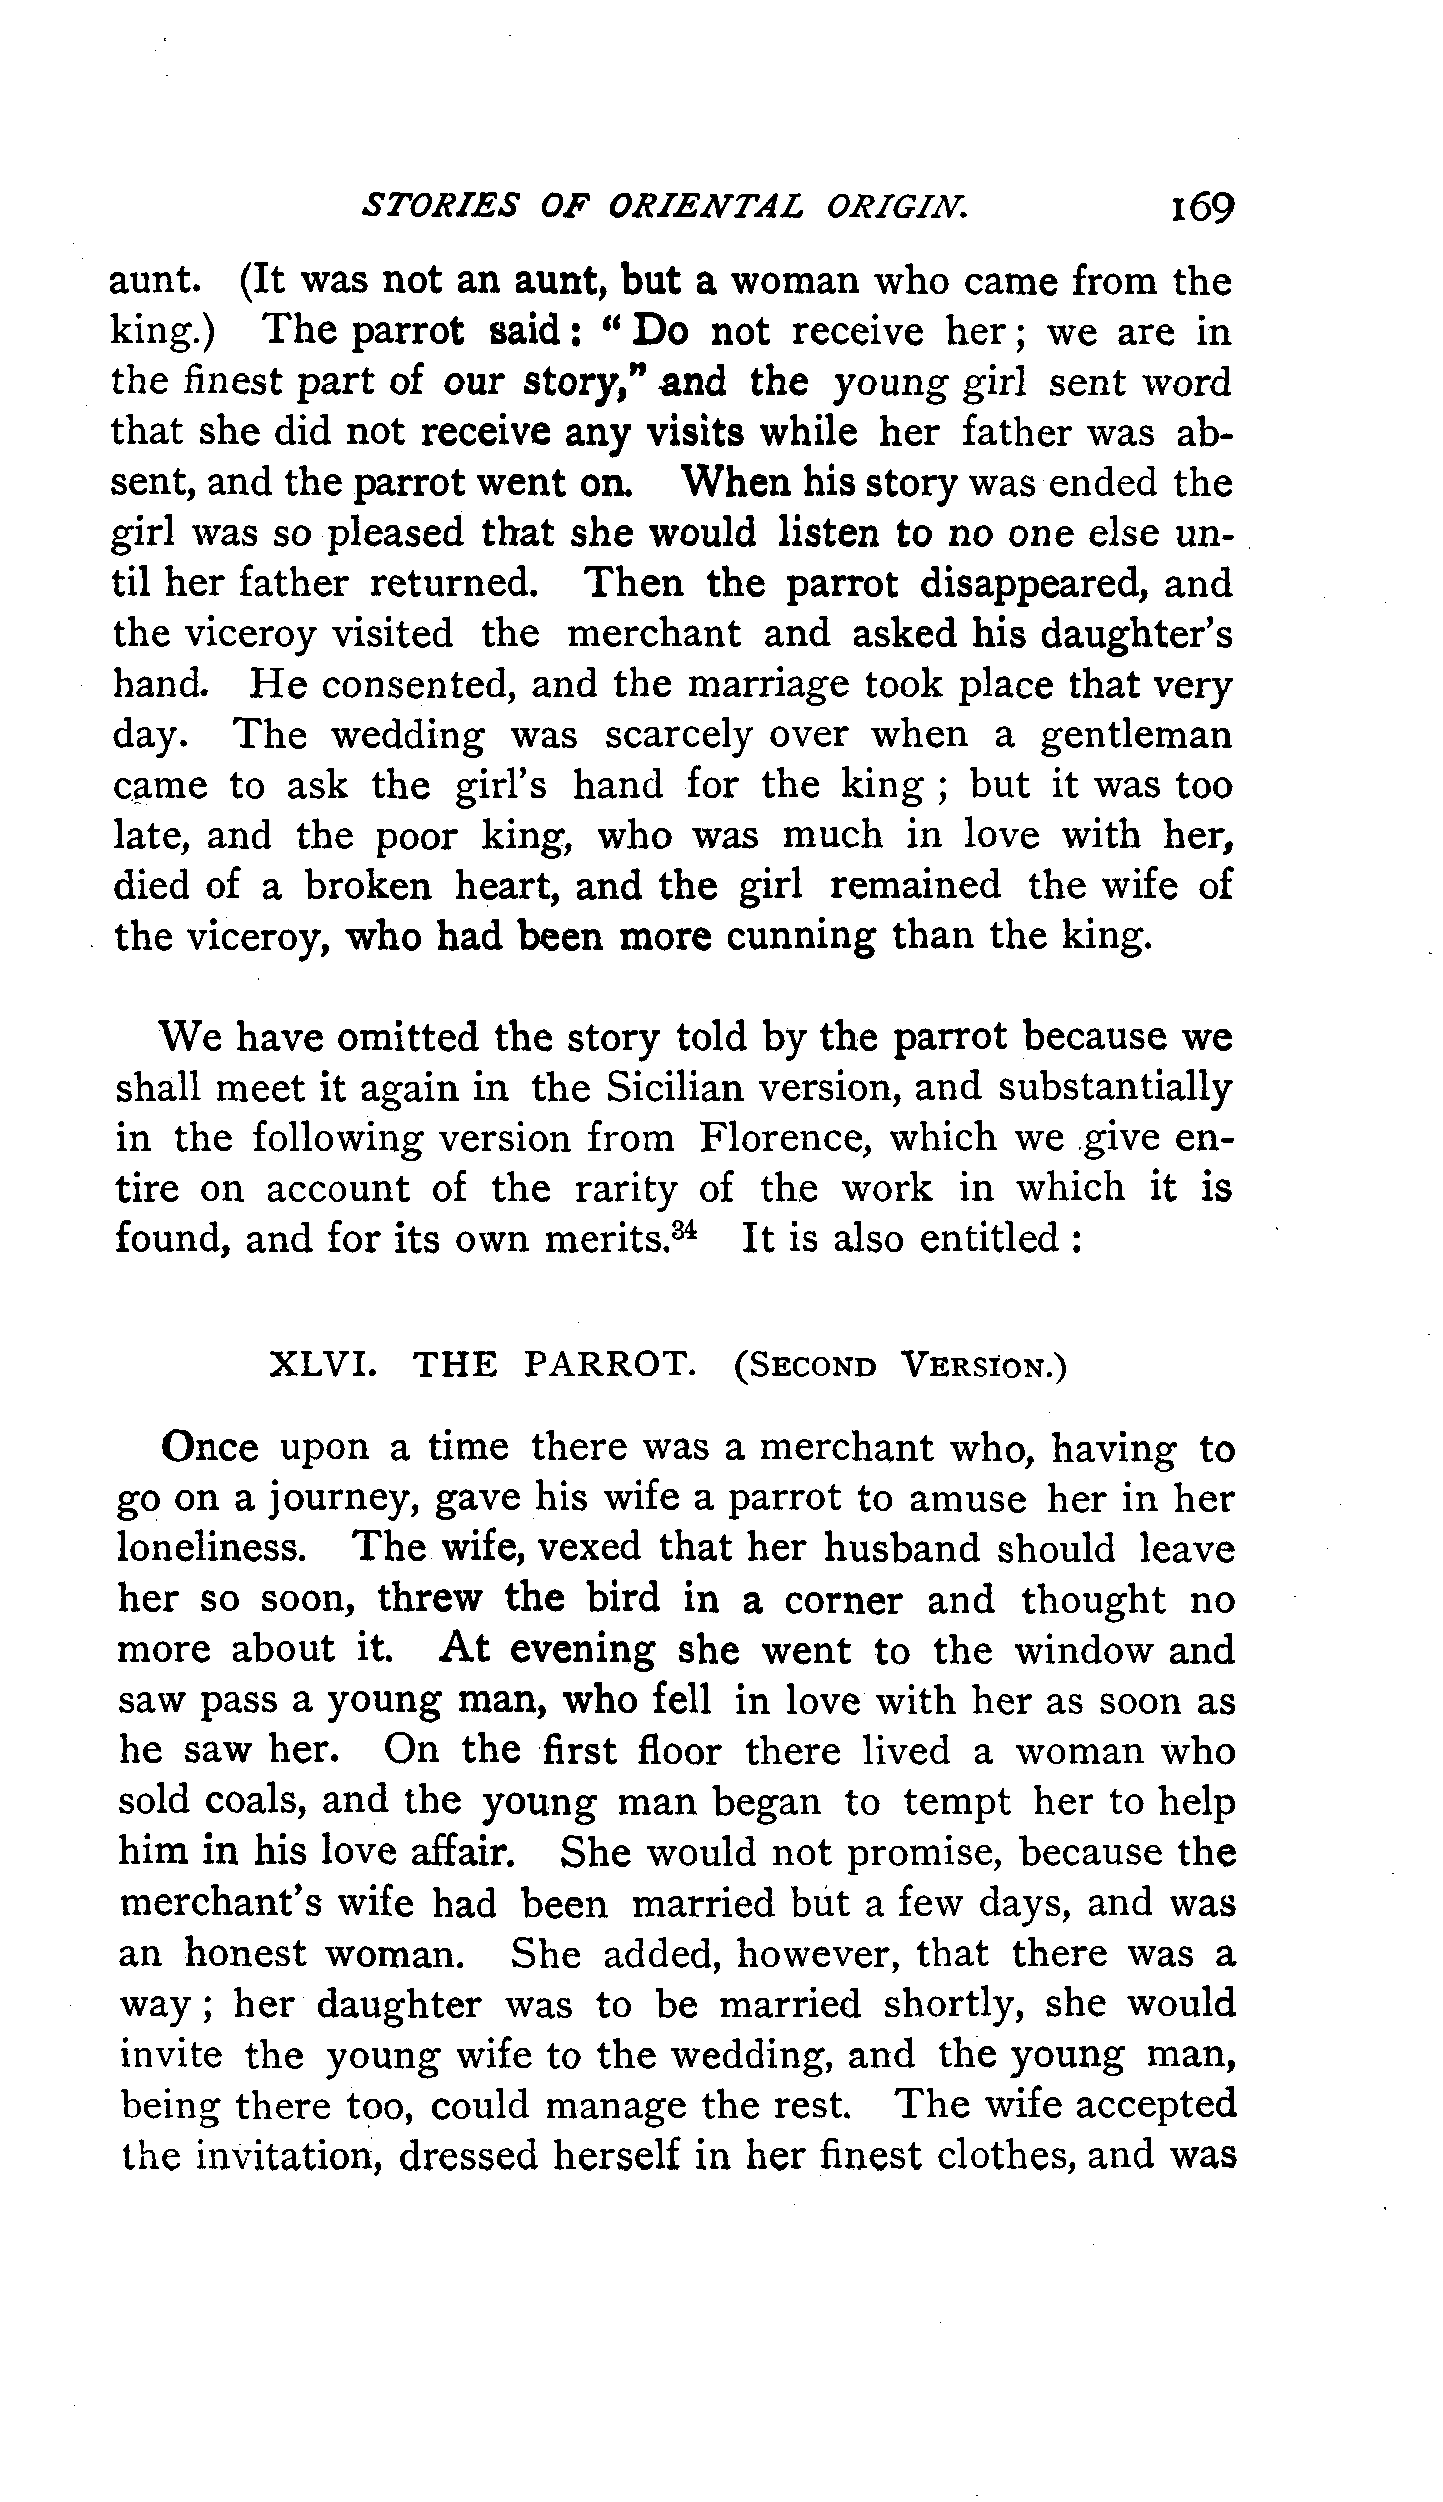 STORIES OF ORIENTAL ORIGIN. 169
aunt. (It was not an aunt, but a woman who came from the
king.) The parrot said: “Do not receive her; we are in
the finest part of our story,” and the young girl sent word
that she did not receive any visits while her father was ab-
sent, and the parrot went on. When his story was ended the
girl was so pleased that she would listen to no one else un-
til her father returned. Then the parrot disappeared, and
the viceroy visited the merchant and asked his daughter's
hand. He consented, and the marriage took place that very
day. The wedding was scarcely over when a gentleman
came to ask the girl's hand for the king; but it was too
late, and the poor king, who was much in love with her,
died of a broken heart, and the girl remained the wife of
the viceroy, who had been more cunning than the king.
We have omitted the story told by the parrot because we
shall meet it again in the Sicilian version, and substantially
in the following version from Florence, which we give en-
tire on account of the rarity of the work in which it is
found, and for its own merits.³⁴ It is also entitled:
XLVI. THE PARROT. (SECOND VERSION.)
Once upon a time there was a merchant who, having to
go on a journey, gave his wife a parrot to amuse her in her
loneliness. The wife, vexed that her husband should leave
her so soon, threw the bird in a corner and thought no
more about it. At evening she went to the window and
saw pass a young man, who fell in love with her as soon as
he saw her. On the first floor there lived a woman who
sold coals, and the young man began to tempt her to help
him in his love affair. She would not promise, because the
merchant's wife had been married but a few days, and was
an honest woman. She added, however, that there was a
way; her daughter was to be married shortly, she would
invite the young wife to the wedding, and the young man,
being there too, could manage the rest. The wife accepted
the invitation, dressed herself in her finest clothes, and was